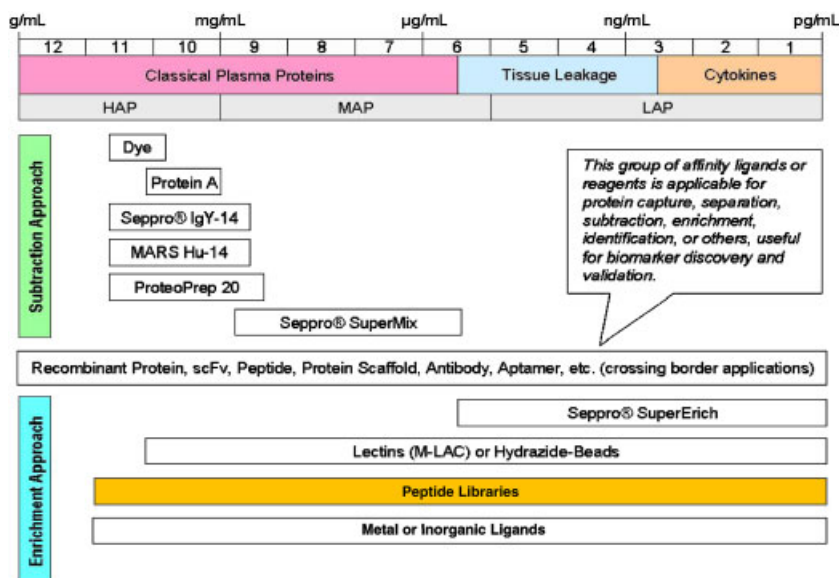 g/mL mg/mL µg/mL ng/mL pg/mL
12 11 10 9 8 7 6 5 4 3 2 1
Classical Plasma Proteins Tissue Leakage Cytokines
HAP MAP LAP
Subtraction Approach
Dye
Protein A
Seppro® IgY-14
MARS Hu-14
ProteoPrep 20
Seppro® SuperMix
This group of affinity ligands or
reagents is applicable for
protein capture, separation,
subtraction, enrichment,
identification, or others, useful
for biomarker discovery and
validation.
Recombinant Protein, scFv, Peptide, Protein Scaffold, Antibody, Aptamer, etc. (crossing border applications)
Enrichment Approach
Seppro® SuperErich
Lectins (M-LAC) or Hydrazide-Beads
Peptide Libraries
Metal or Inorganic Ligands